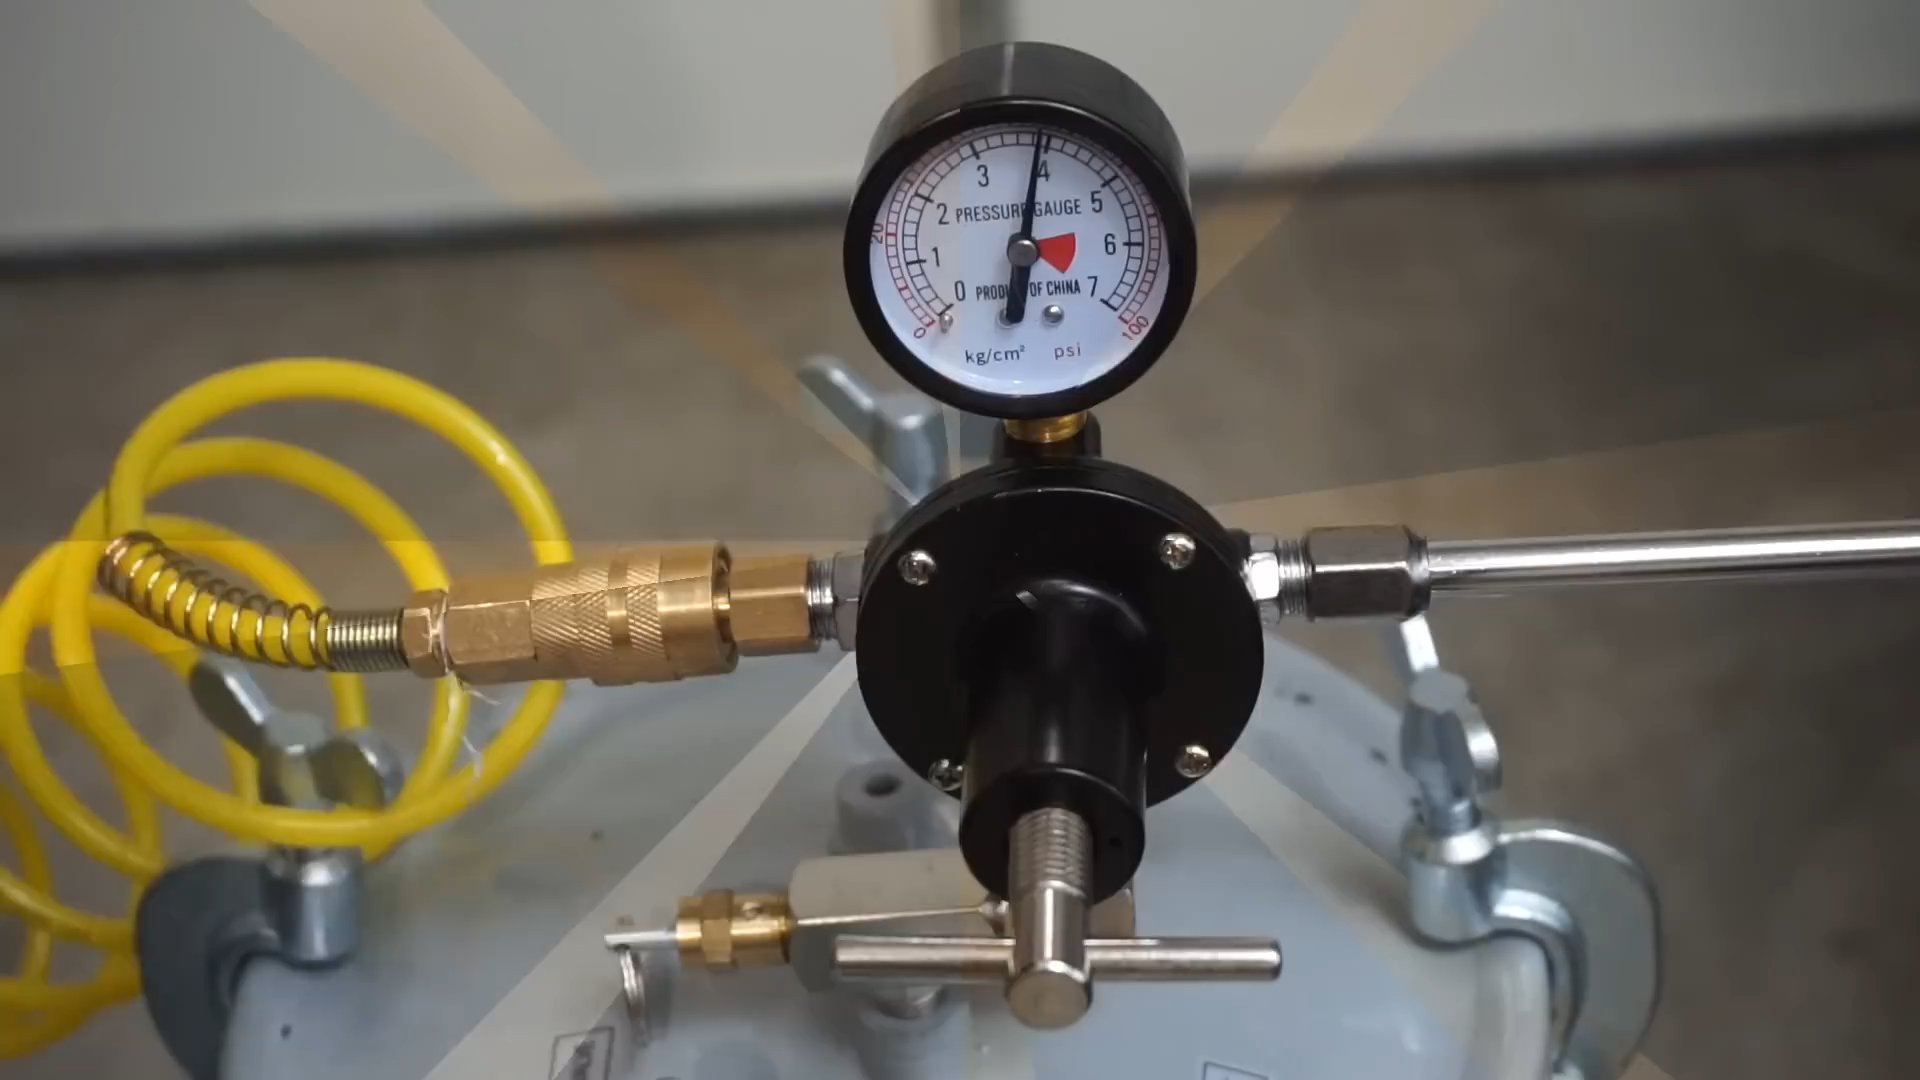 3 4
2 PRESSURE GAUGE 5
20
1 6
0 PRODUCT OF CHINA 7
0 100
kg/cm² psi